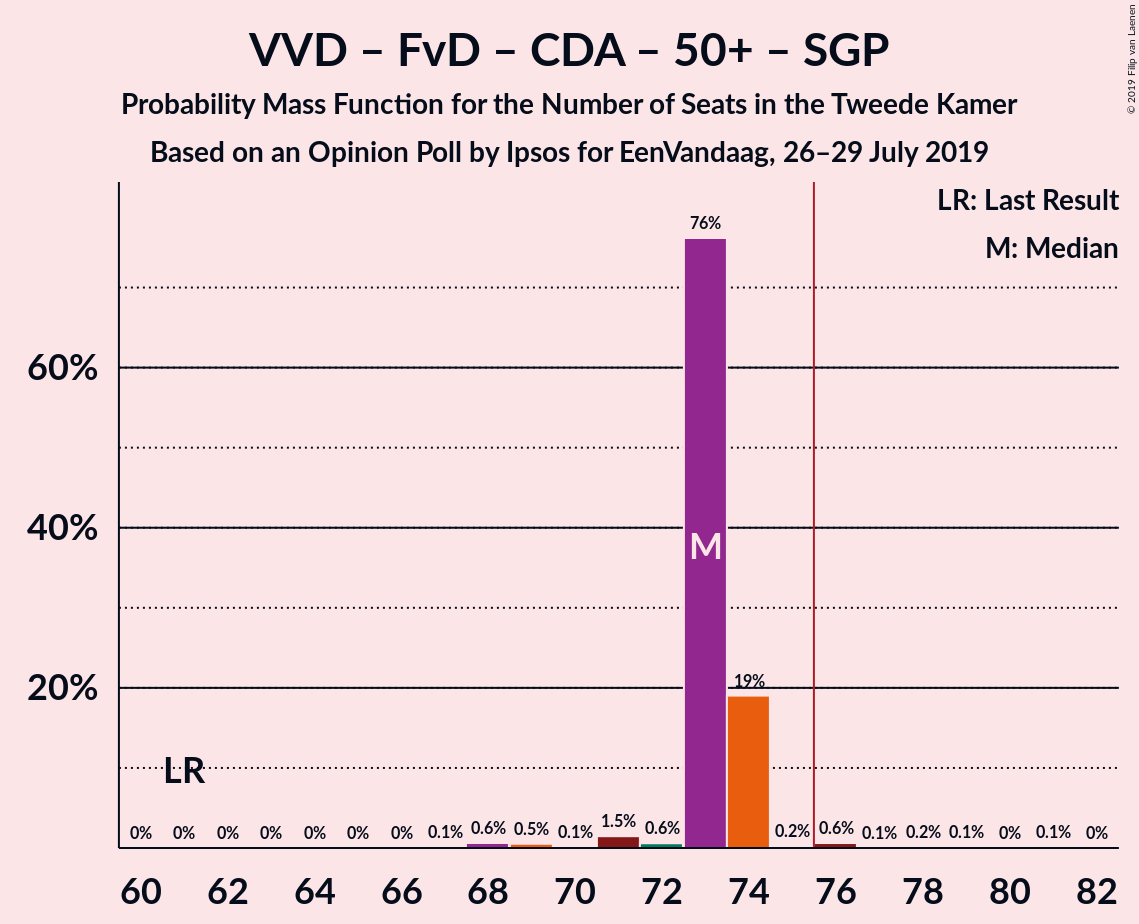 VVD – FvD – CDA – 50+ – SGP
Probability Mass Function for the Number of Seats in the Tweede Kamer
Based on an Opinion Poll by Ipsos for EenVandaag, 26–29 July 2019
© 2019 Filip van Laenen
LR: Last Result
M: Median
76%
60%
M
40%
19%
20%
LR
0% 0% 0% 0% 0% 0% 0% 0.1% 0.6% 0.5% 0.1% 1.5% 0.6% 0.2% 0.6% 0.1% 0.2% 0.1% 0% 0.1% 0%
60 62 64 66 68 70 72 74 76 78 80 82